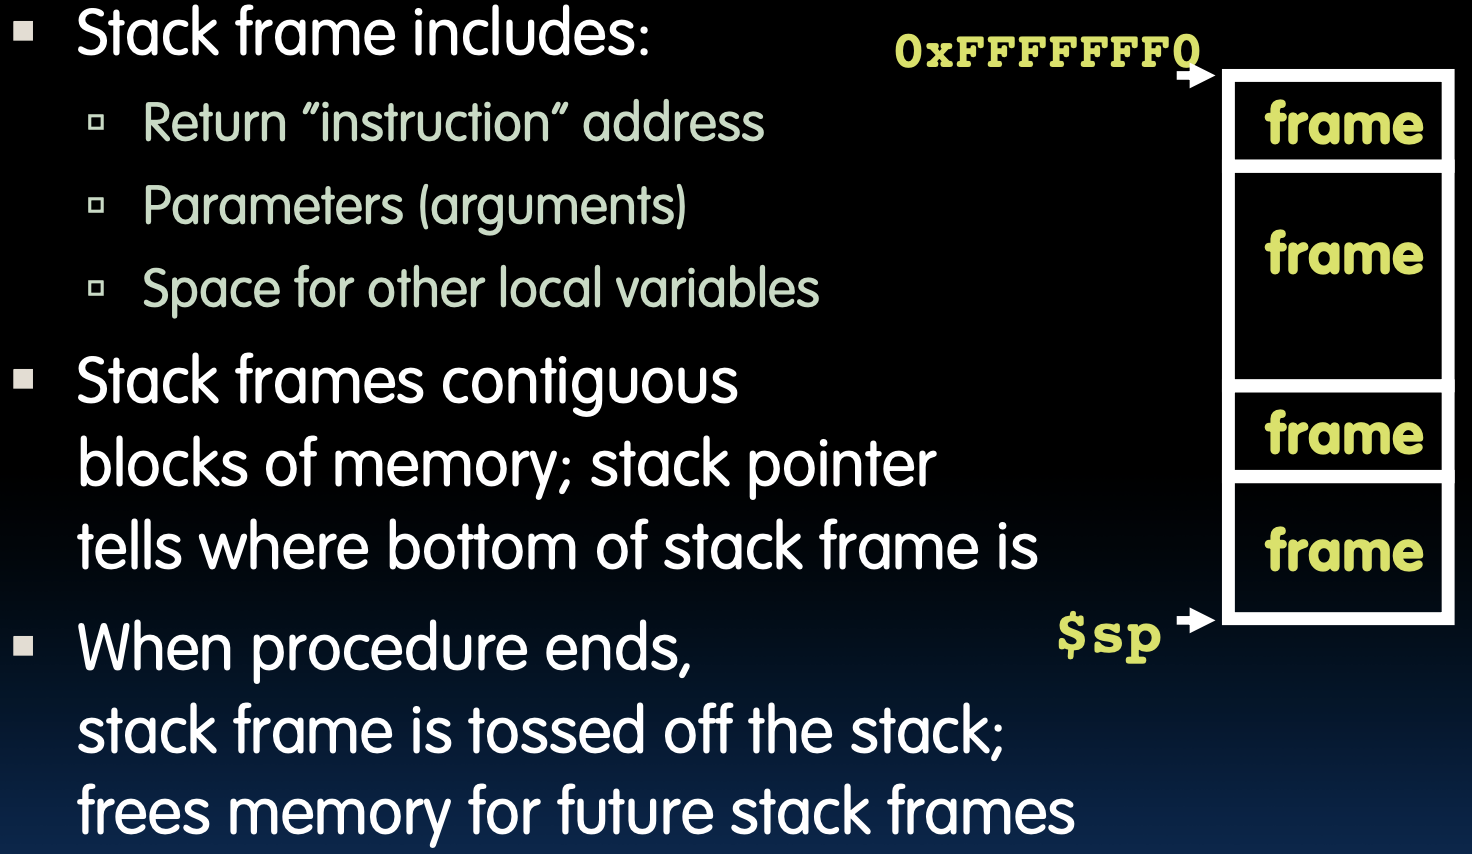 Stack frame includes:
Return “instruction” address
Parameters (arguments)
Space for other local variables
Stack frames contiguous
blocks of memory; stack pointer
tells where bottom of stack frame is
When procedure ends,
stack frame is tossed off the stack;
frees memory for future stack frames
0xFFFFFFF0
frame
frame
frame
frame
$sp